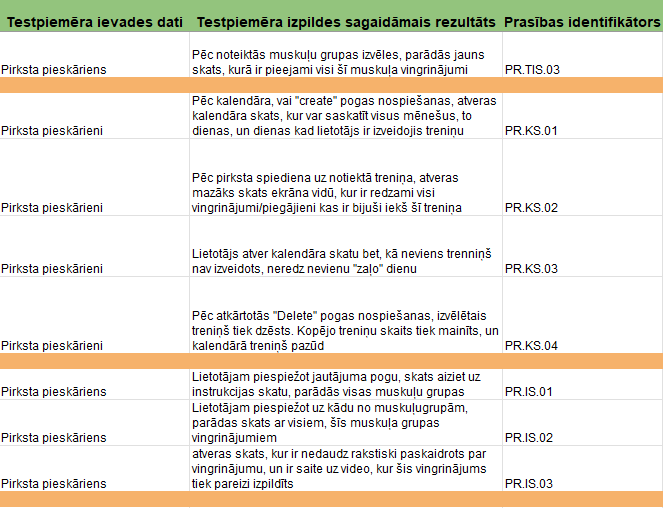 Testpiemēra ievades dati Testpiemēra izpildes sagaidāmais rezultāts Prasības identifikātors
Pēc noteiktās muskuļu grupas izvēles, parādās jauns
skats, kurā ir pieejami visi šī muskuļa vingrinājumi
Pirksta pieskāriens PR.TIS.03
Pēc kalendāra, vai "create" pogas nospiešanas, atveras
kalendāra skats, kur var saskatīt visus mēnešus, to
dienas, un dienas kad lietotājs ir izveidojis treniņu
Pirksta pieskārieni PR.KS.01
Pēc pirksta spiediena uz notiektā treniņa, atveras
mazāks skats ekrāna vidū, kur ir redzami visi
vingrinājumi/piegājieni kas ir bijuši iekš šī treniņa
Pirksta pieskārieni PR.KS.02
Lietotājs atver kalendāra skatu bet, kā neviens trenniņš
nav izveidots, neredz nevienu "zaļo" dienu
Pirksta pieskārieni PR.KS.03
Pēc atkārtotās "Delete" pogas nospiešanas, izvēlētais
treniņš tiek dzēsts. Kopējo treniņu skaits tiek mainīts, un
kalendārā treniņš pazūd
Pirksta pieskārieni PR.KS.04
Lietotājam piespiežot jautājuma pogu, skats aiziet uz
instrukcijas skatu, parādās visas muskuļu grupas
Pirksta pieskāriens PR.IS.01
Lietotājam piespiežot uz kādu no muskuļugrupām,
parādas skats ar visiem, šīs muskuļa grupas
vingrinājumiem
Pirksta pieskāriens PR.IS.02
atveras skats, kur ir nedaudz rakstiski paskaidrots par
vingrinājumu, un ir saite uz video, kur šis vingrinājums
tiek pareizi izpildīts
Pirksta pieskāriens PR.IS.03